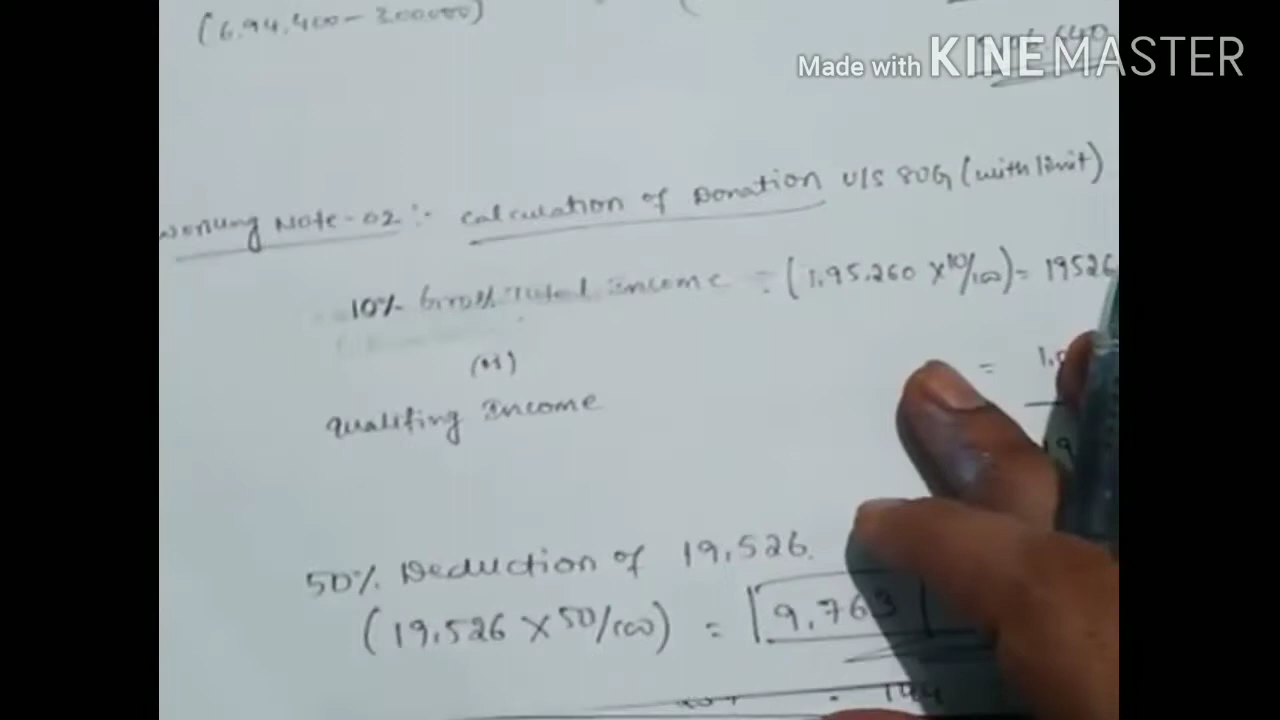 (6,94,400 - 200000)
Made with KINEMASTER
Working Note-02 :- Calculation of Donation U/S 80G (with limit)
10% Gross Total Income = (1,95,260 X 10/100) = 19526
(or)
Qualifing Income =
50% Deduction of 19,526.
(19,526 X 50/100) = 9,763